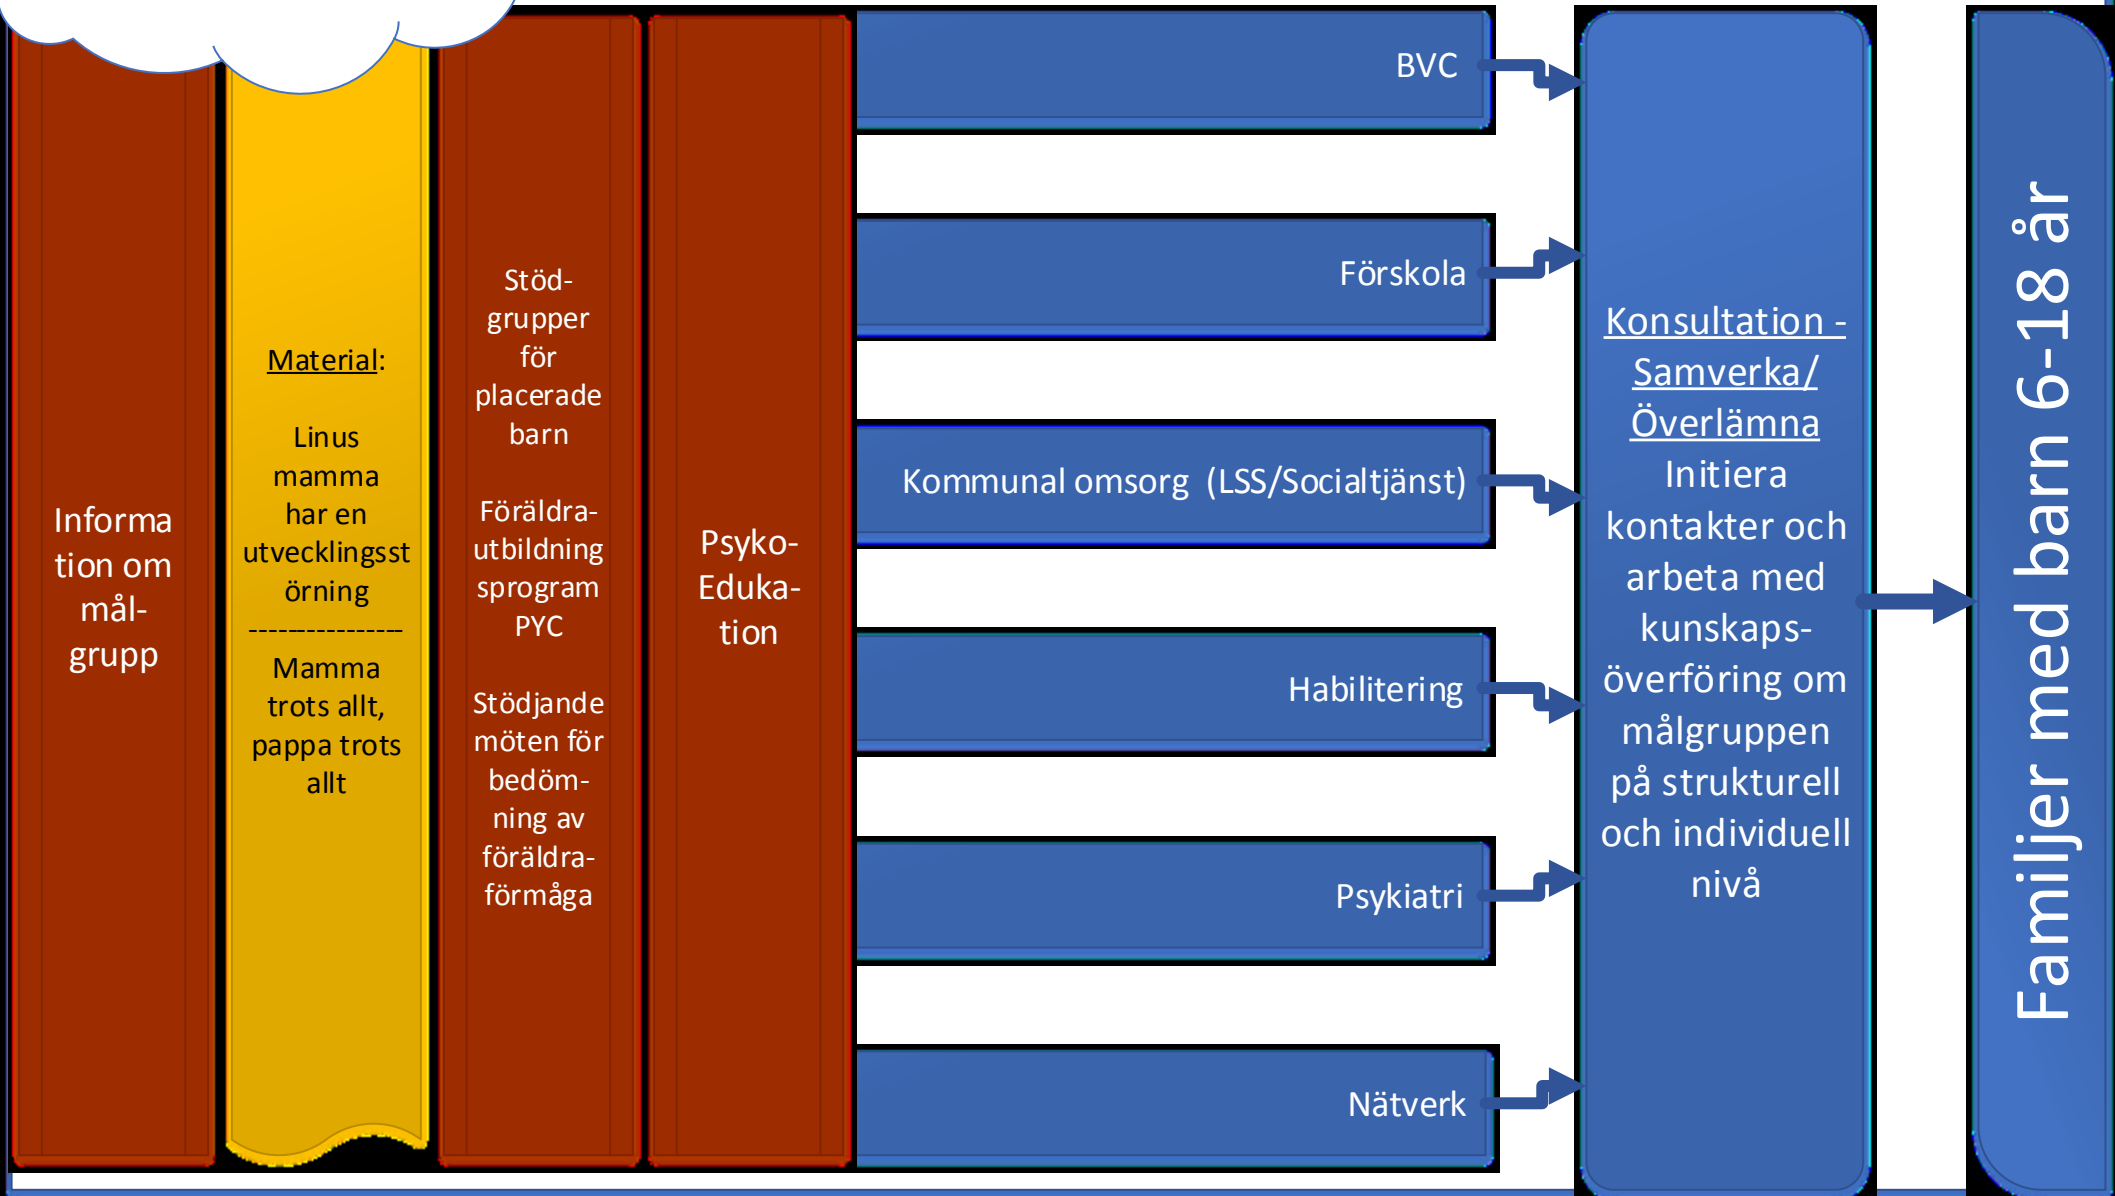 Informa
tion om
mål-
grupp
Material:
Linus
mamma
har en
utvecklingsst
örning
----------------
Mamma
trots allt,
pappa trots
allt
Stöd-
grupper
för
placerade
barn
Föräldra-
utbildning
sprogram
PYC
Stödjande
möten för
bedöm-
ning av
föräldra-
förmåga
Psyko-
Eduka-
tion
BVC
Förskola
Kommunal omsorg (LSS/Socialtjänst)
Habilitering
Psykiatri
Nätverk
Konsultation -
Samverka/
Överlämna
Initiera
kontakter och
arbeta med
kunskaps-
överföring om
målgruppen
på strukturell
och individuell
nivå
Familjer med barn 6-18 år